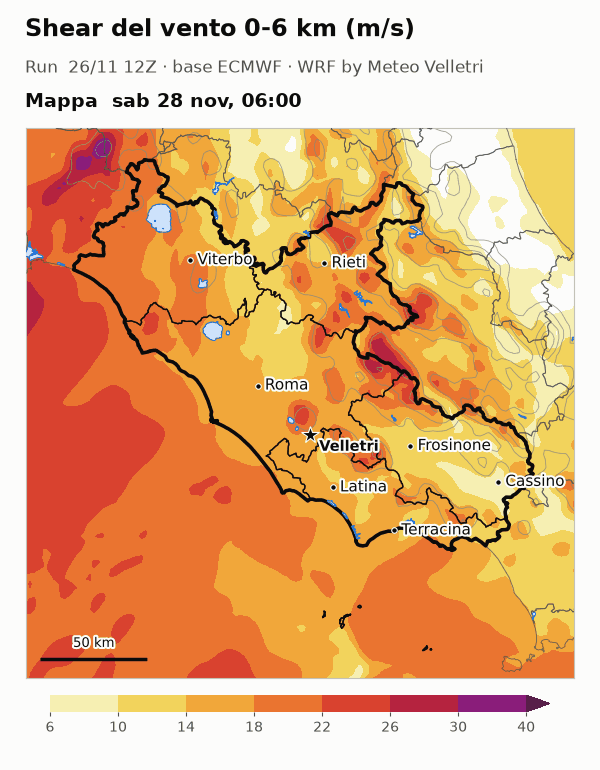 Shear del vento 0-6 km (m/s)
Run 26/11 12Z · base ECMWF · WRF by Meteo Velletri
Mappa sab 28 nov, 06:00
Viterbo
Rieti
Roma
Velletri
Frosinone
Cassino
Latina
Terracina
50 km
6 10 14 18 22 26 30 40